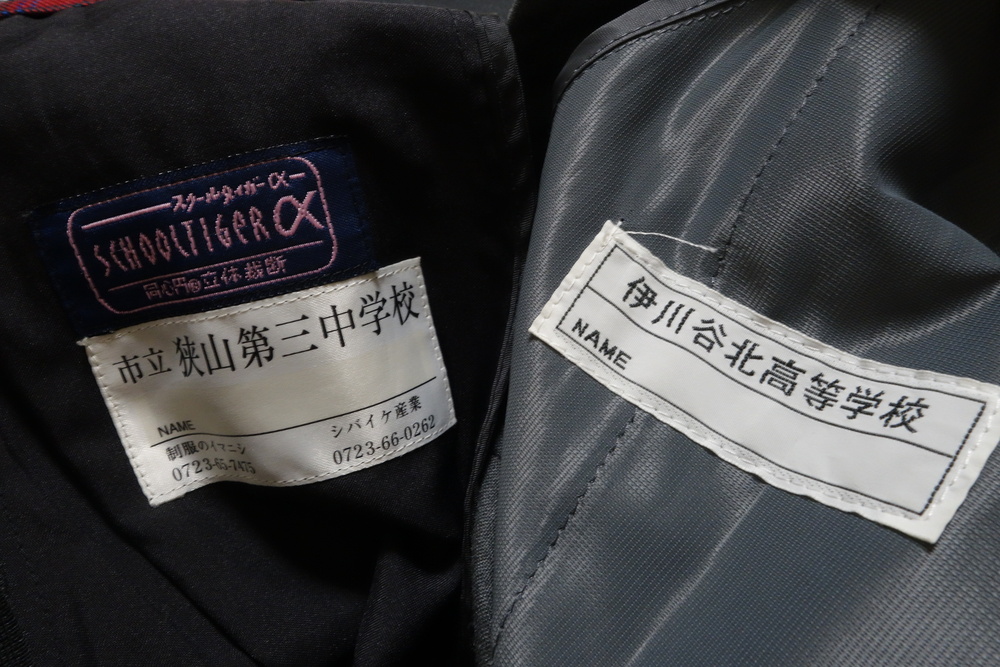 スクールタイガーα
SCHOOLTIGER α
同心円®立体裁断
市立 狭山第三中学校
NAME
制服のイマニシ
シバイケ産業
0723-65-7475
0723-66-0262
伊川谷北高等学校
NAME